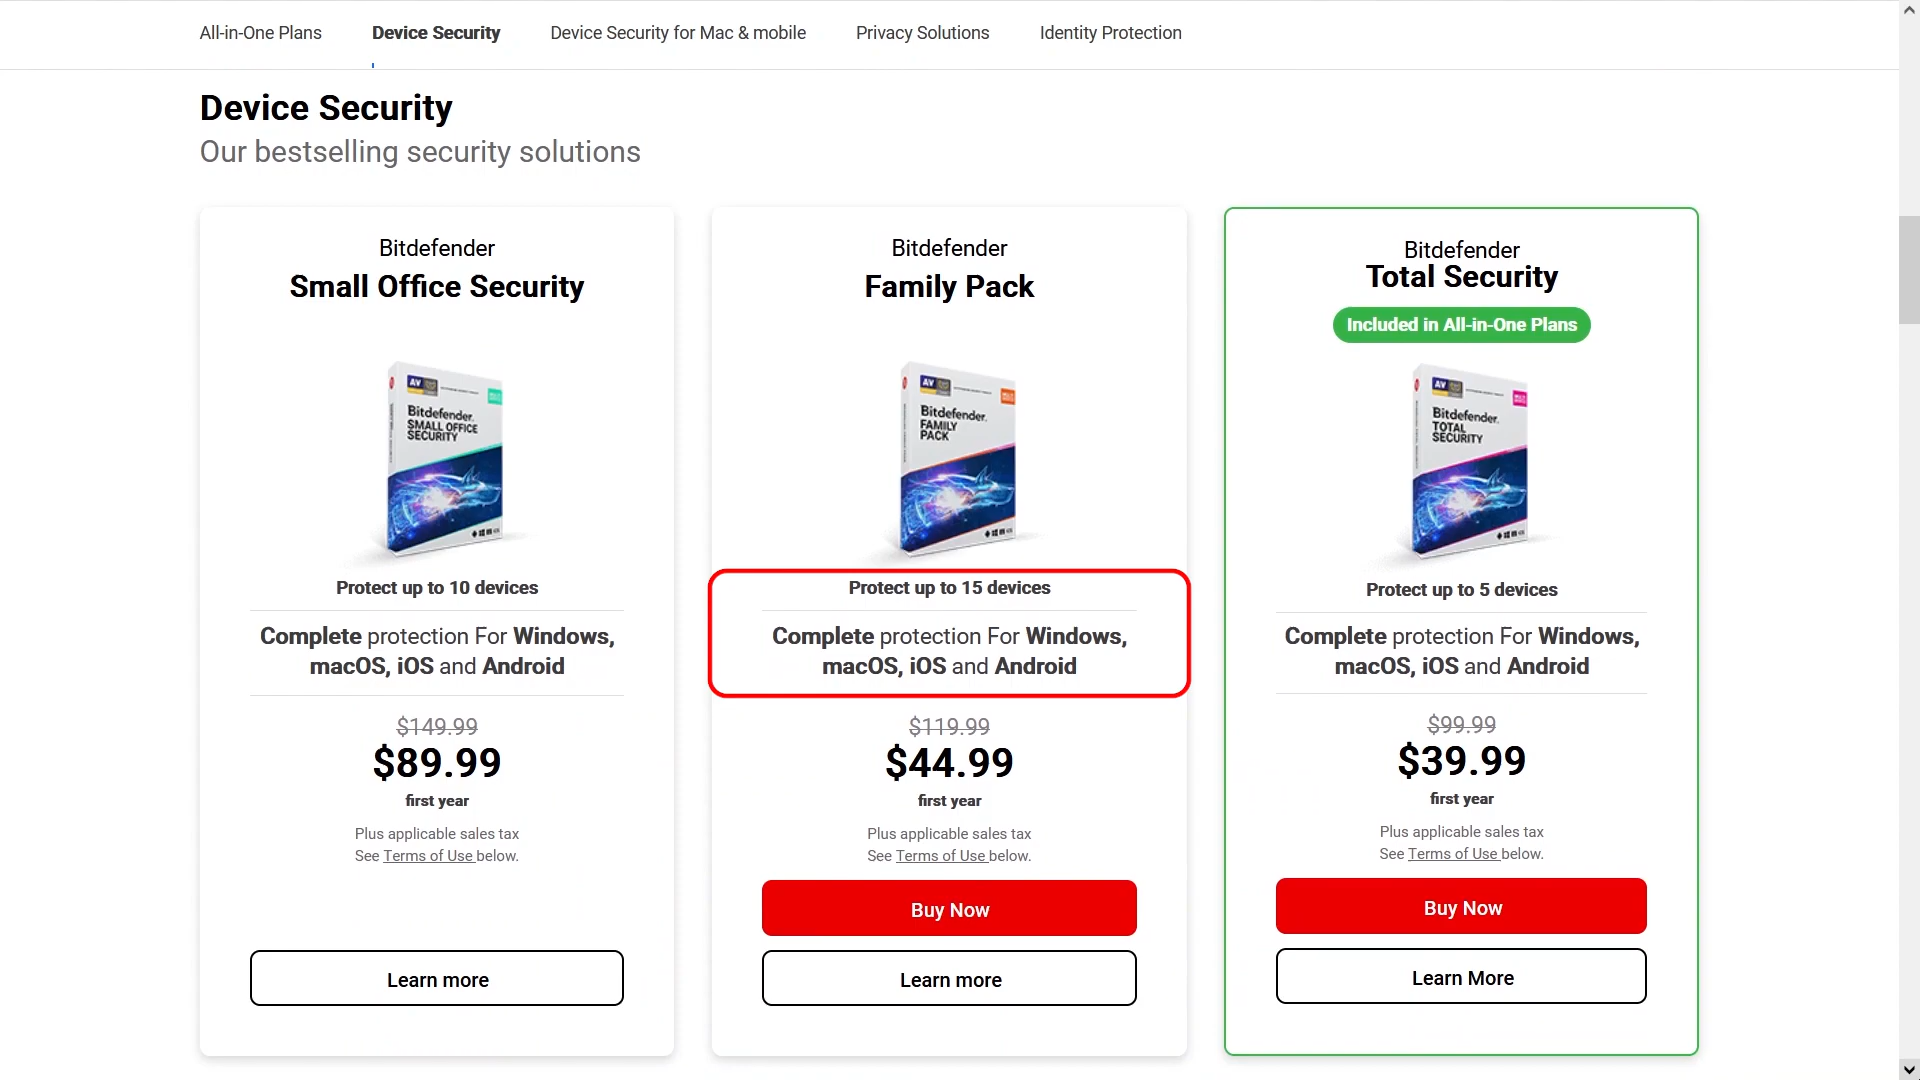 All-in-One Plans
Device Security
Device Security for Mac & mobile
Privacy Solutions
Identity Protection
Device Security
Our bestselling security solutions
Bitdefender
Small Office Security
AV
Bitdefender.
SMALL OFFICE
SECURITY
Protect up to 10 devices
Complete protection For Windows,
macOS, iOS and Android
$149.99
$89.99
first year
Plus applicable sales tax
See Terms of Use below.
Learn more
Bitdefender
Family Pack
AV
Bitdefender.
FAMILY
PACK
Protect up to 15 devices
Complete protection For Windows,
macOS, iOS and Android
$119.99
$44.99
first year
Plus applicable sales tax
See Terms of Use below.
Buy Now
Learn more
Bitdefender
Total Security
Included in All-in-One Plans
AV
Bitdefender.
TOTAL
SECURITY
Protect up to 5 devices
Complete protection For Windows,
macOS, iOS and Android
$99.99
$39.99
first year
Plus applicable sales tax
See Terms of Use below.
Buy Now
Learn More